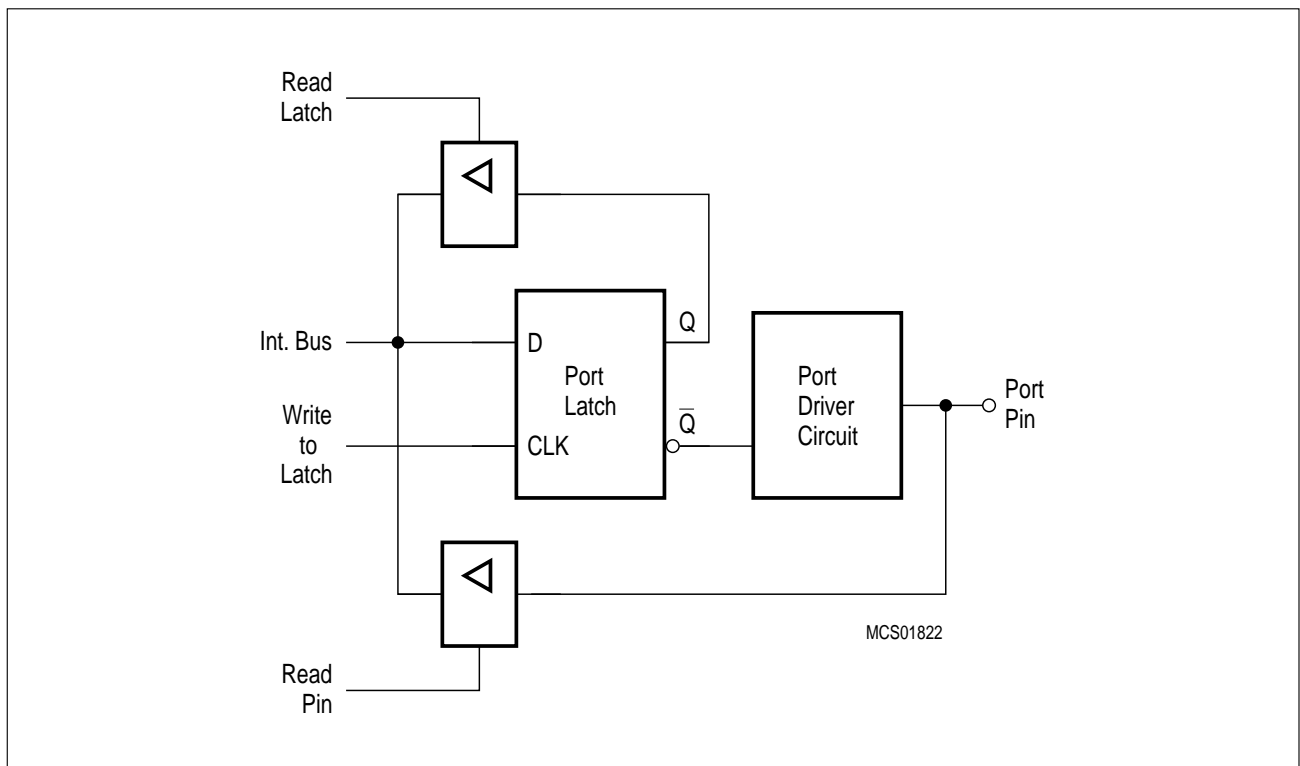 Read
Latch
Int. Bus
Write
to
Latch
Read
Pin
D
CLK
Port
Latch
Q
Q̅
Port
Driver
Circuit
Port
Pin
MCS01822